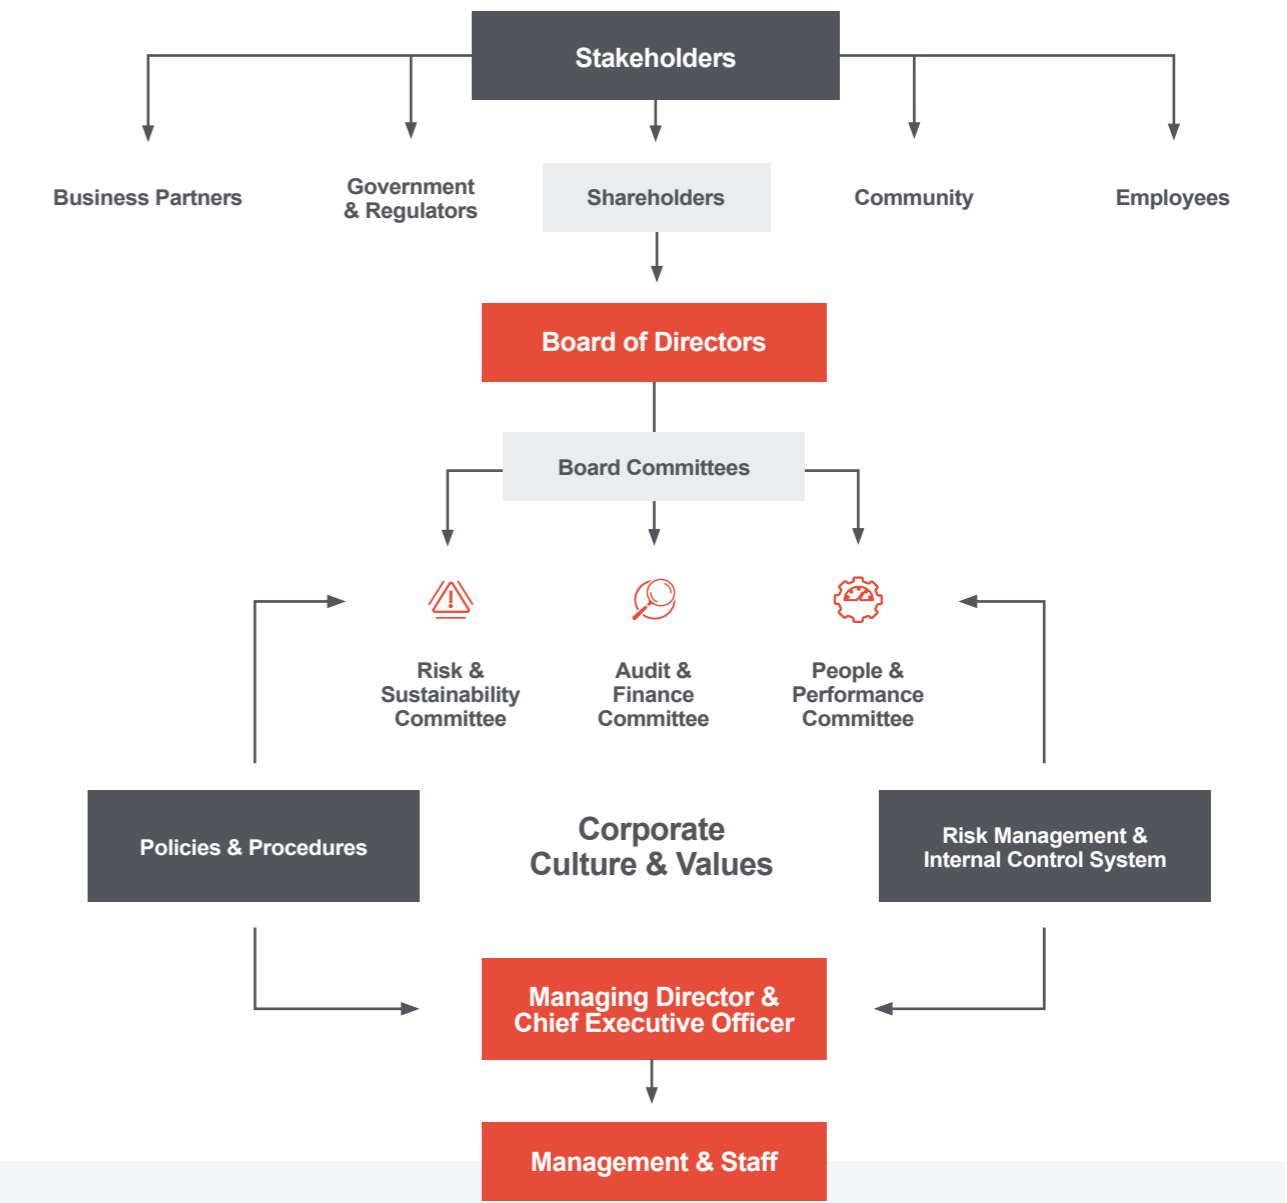 Stakeholders
Business Partners
Government
& Regulators
Shareholders
Community
Employees
Board of Directors
Board Committees
Risk &
Sustainability
Committee
Audit &
Finance
Committee
People &
Performance
Committee
Policies & Procedures
Corporate
Culture & Values
Risk Management &
Internal Control System
Managing Director &
Chief Executive Officer
Management & Staff